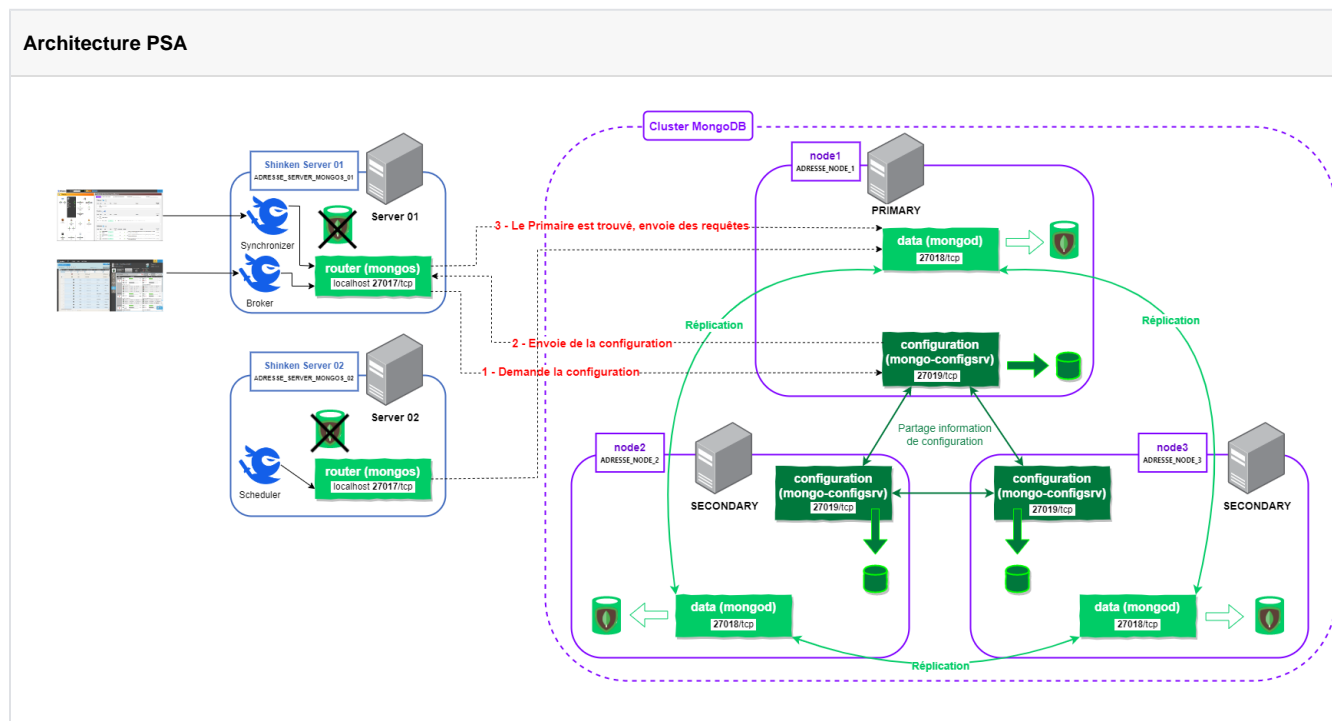 Architecture PSA
Cluster MongoDB
Shinken Server 01
ADRESSE_SERVER_MONGOS_01
Server 01
Synchronizer
router (mongos)
localhost 27017/tcp
Broker
Shinken Server 02
ADRESSE_SERVER_MONGOS_02
Server 02
router (mongos)
localhost 27017/tcp
Scheduler
3 - Le Primaire est trouvé, envoie des requêtes
2 - Envoie de la configuration
1 - Demande la configuration
node1
ADRESSE_NODE_1
PRIMARY
data (mongod)
27018/tcp
Réplication
Réplication
configuration
(mongo-configsrv)
27019/tcp
Partage information
de configuration
node2
ADRESSE_NODE_2
SECONDARY
configuration
(mongo-configsrv)
27019/tcp
data (mongod)
27018/tcp
node3
ADRESSE_NODE_3
SECONDARY
configuration
(mongo-configsrv)
27019/tcp
data (mongod)
27018/tcp
Réplication